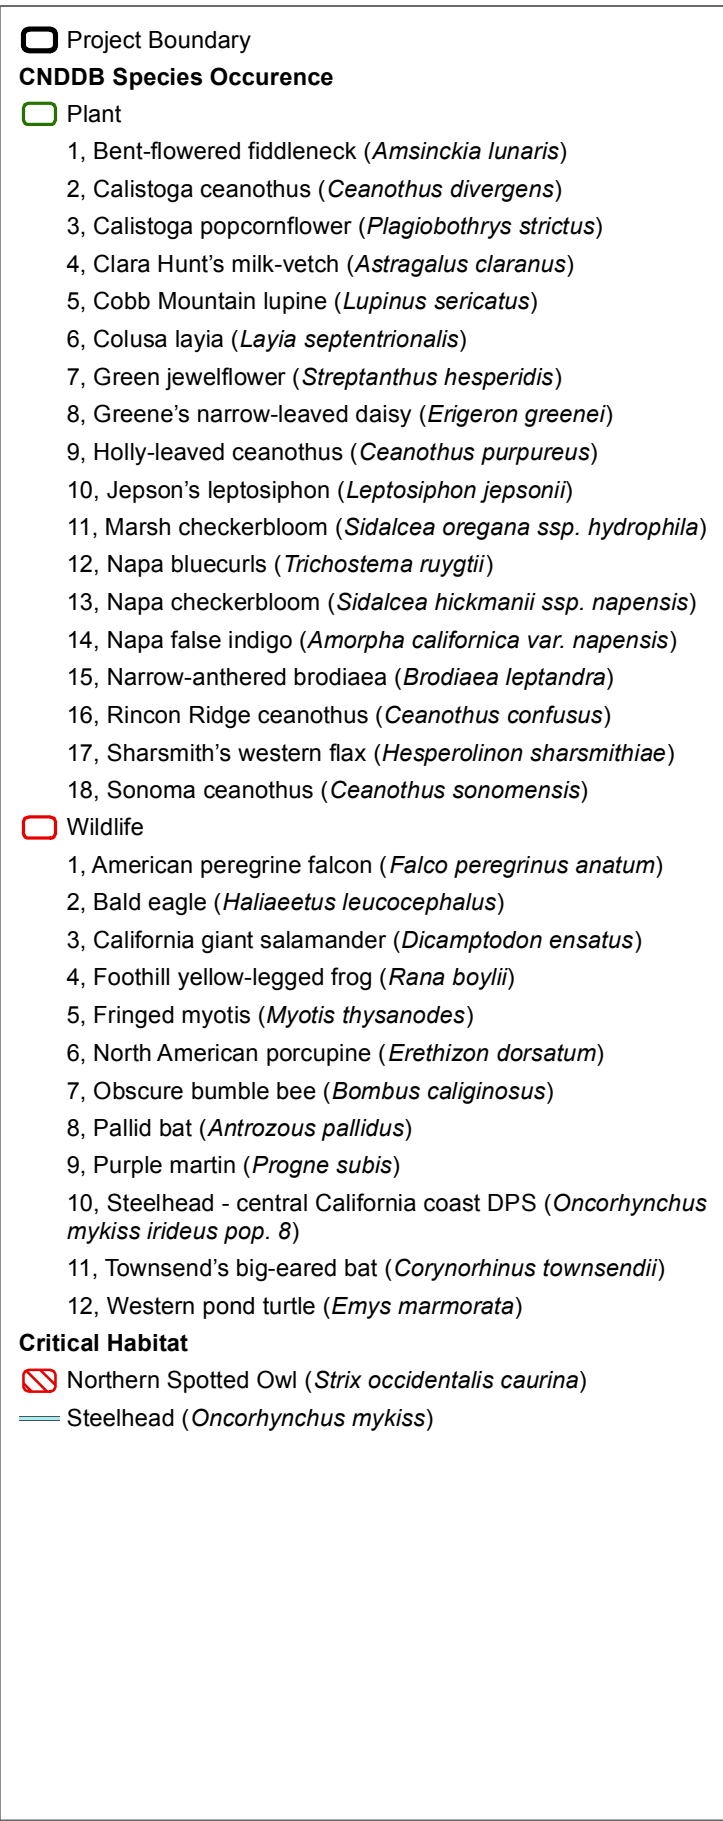 Project Boundary
CNDDB Species Occurence
Plant
1, Bent-flowered fiddleneck (Amsinckia lunaris)
2, Calistoga ceanothus (Ceanothus divergens)
3, Calistoga popcornflower (Plagiobothrys strictus)
4, Clara Hunt's milk-vetch (Astragalus claranus)
5, Cobb Mountain lupine (Lupinus sericatus)
6, Colusa layia (Layia septentrionalis)
7, Green jewelflower (Streptanthus hesperidis)
8, Greene's narrow-leaved daisy (Erigeron greenei)
9, Holly-leaved ceanothus (Ceanothus purpureus)
10, Jepson's leptosiphon (Leptosiphon jepsonii)
11, Marsh checkerbloom (Sidalcea oregana ssp. hydrophila)
12, Napa bluecurls (Trichostema ruygtii)
13, Napa checkerbloom (Sidalcea hickmanii ssp. napensis)
14, Napa false indigo (Amorpha californica var. napensis)
15, Narrow-anthered brodiaea (Brodiaea leptandra)
16, Rincon Ridge ceanothus (Ceanothus confusus)
17, Sharsmith's western flax (Hesperolinon sharsmithiae)
18, Sonoma ceanothus (Ceanothus sonomensis)
Wildlife
1, American peregrine falcon (Falco peregrinus anatum)
2, Bald eagle (Haliaeetus leucocephalus)
3, California giant salamander (Dicamptodon ensatus)
4, Foothill yellow-legged frog (Rana boylii)
5, Fringed myotis (Myotis thysanodes)
6, North American porcupine (Erethizon dorsatum)
7, Obscure bumble bee (Bombus caliginosus)
8, Pallid bat (Antrozous pallidus)
9, Purple martin (Progne subis)
10, Steelhead - central California coast DPS (Oncorhynchus
mykiss irideus pop. 8)
11, Townsend's big-eared bat (Corynorhinus townsendii)
12, Western pond turtle (Emys marmorata)
Critical Habitat
Northern Spotted Owl (Strix occidentalis caurina)
Steelhead (Oncorhynchus mykiss)